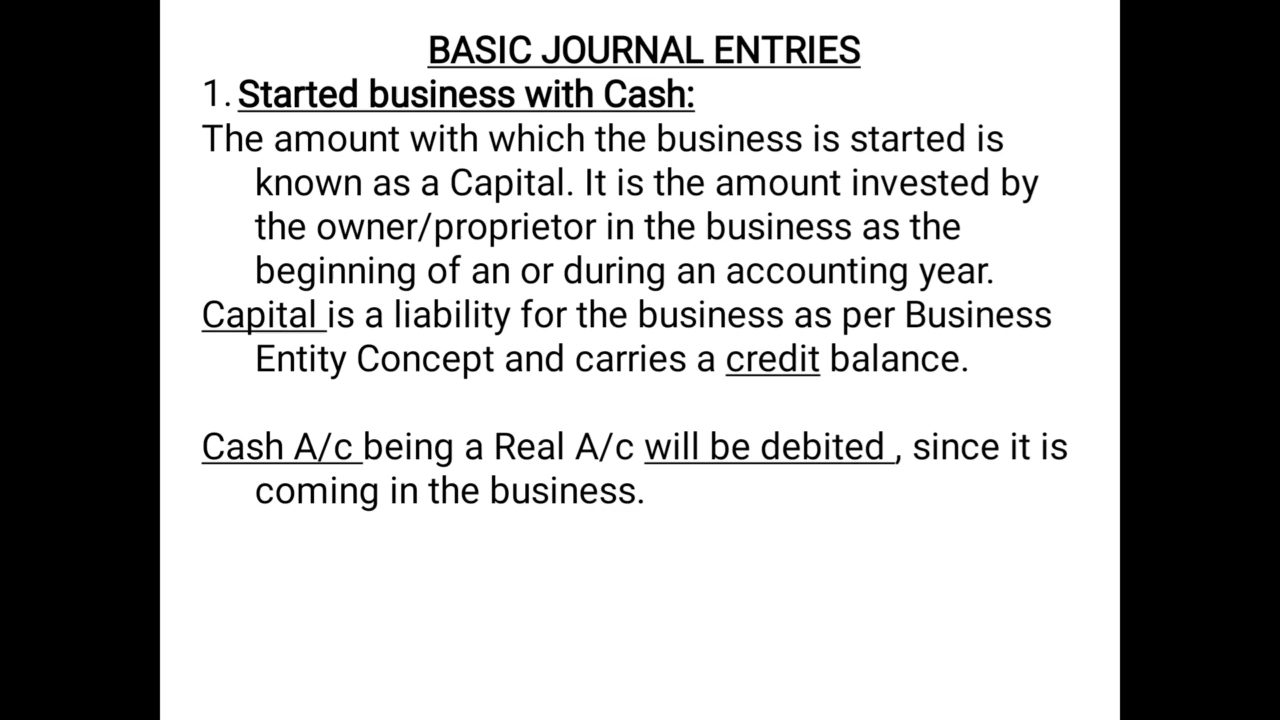 BASIC JOURNAL ENTRIES
1. Started business with Cash:
The amount with which the business is started is
known as a Capital. It is the amount invested by
the owner/proprietor in the business as the
beginning of an or during an accounting year.
Capital is a liability for the business as per Business
Entity Concept and carries a credit balance.
Cash A/c being a Real A/c will be debited , since it is
coming in the business.